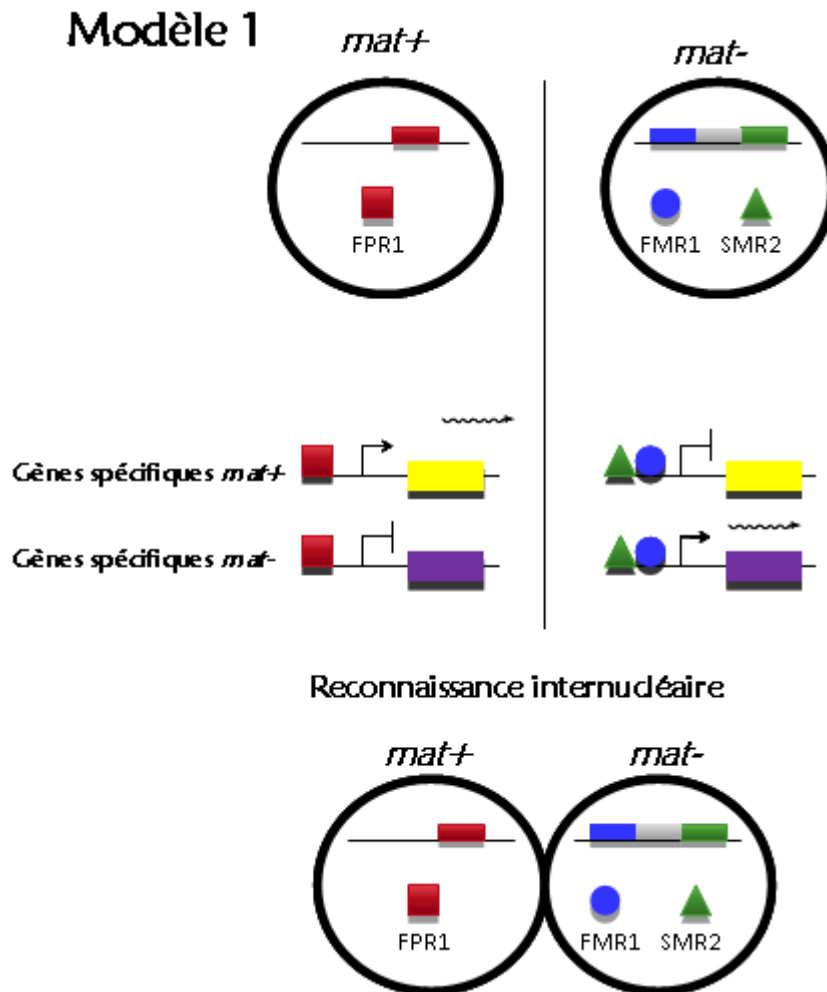 Modèle 1
mat+
mat-
FPR1
FMR1 SMR2
Gènes spécifiques mat+
Gènes spécifiques mat-
Reconnaissance internucléaire
mat+
mat-
FPR1
FMR1 SMR2